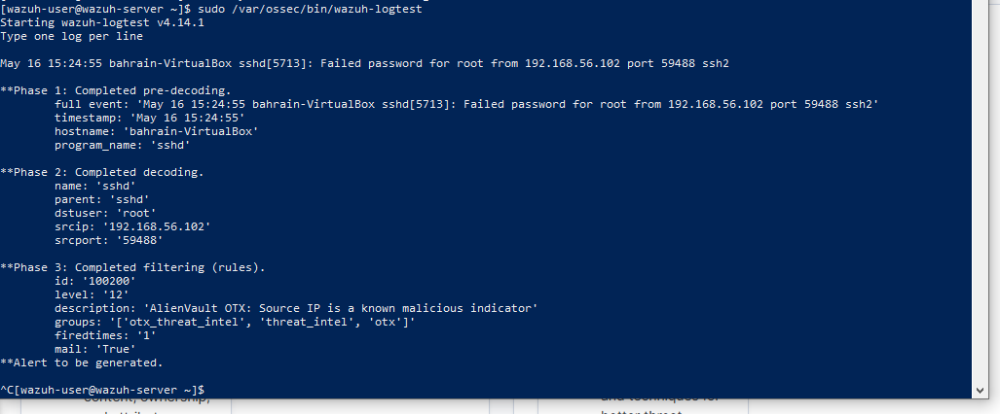 [wazuh-user@wazuh-server ~]$ sudo /var/ossec/bin/wazuh-logtest
Starting wazuh-logtest v4.14.1
Type one log per line
May 16 15:24:55 bahrain-VirtualBox sshd[5713]: Failed password for root from 192.168.56.102 port 59488 ssh2
**Phase 1: Completed pre-decoding.
full event: 'May 16 15:24:55 bahrain-VirtualBox sshd[5713]: Failed password for root from 192.168.56.102 port 59488 ssh2'
timestamp: 'May 16 15:24:55'
hostname: 'bahrain-VirtualBox'
program_name: 'sshd'
**Phase 2: Completed decoding.
name: 'sshd'
parent: 'sshd'
dstuser: 'root'
srcip: '192.168.56.102'
srcport: '59488'
**Phase 3: Completed filtering (rules).
id: '100200'
level: '12'
description: 'AlienVault OTX: Source IP is a known malicious indicator'
groups: '['otx_threat_intel', 'threat_intel', 'otx']'
firedtimes: '1'
mail: 'True'
**Alert to be generated.
^C[wazuh-user@wazuh-server ~]$
content, ownership,
and techniques for